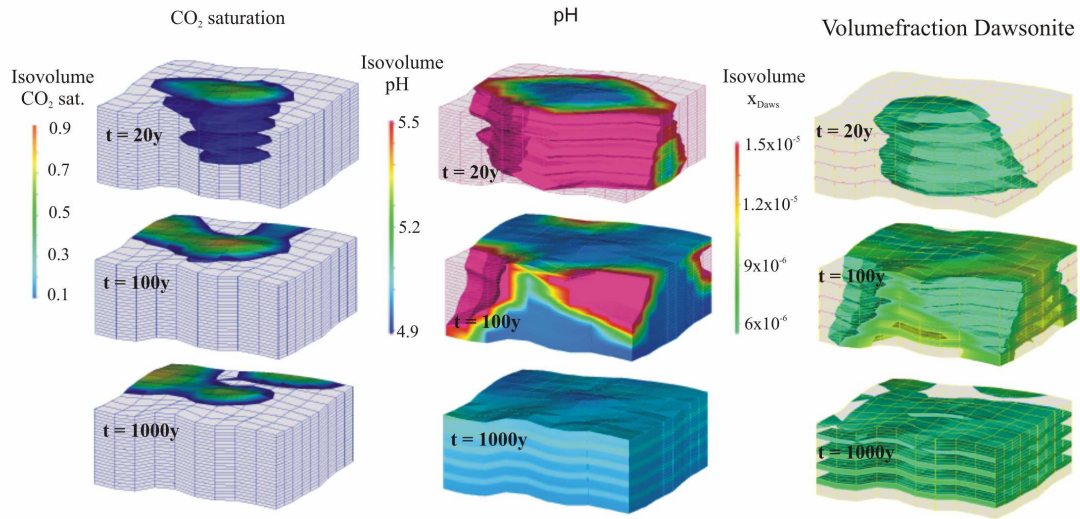 CO₂ saturation
Isovolume
CO₂ sat.
0.9
0.7
0.5
0.3
0.1
t = 20y
t = 100y
t = 1000y
pH
Isovolume
pH
5.5
5.2
4.9
t = 20y
t = 100y
t = 1000y
Volumefraction Dawsonite
Isovolume
x_Daws
1.5x10⁻⁵
1.2x10⁻⁵
9x10⁻⁶
6x10⁻⁶
t = 20y
t = 100y
t = 1000y